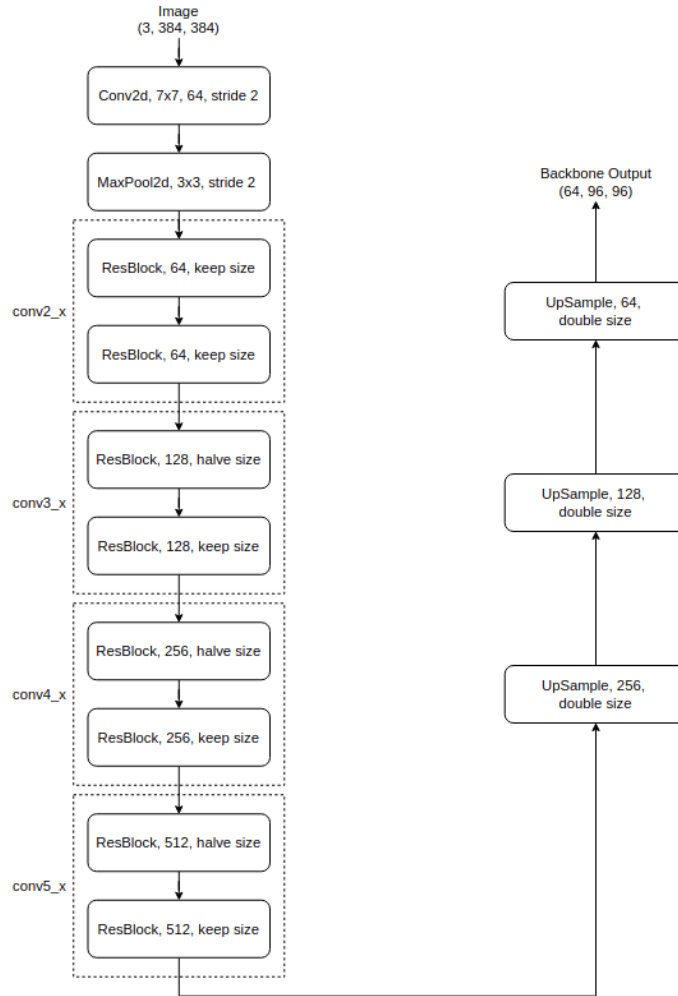 Image
(3, 384, 384)
Conv2d, 7x7, 64, stride 2
MaxPool2d, 3x3, stride 2
conv2_x
ResBlock, 64, keep size
ResBlock, 64, keep size
conv3_x
ResBlock, 128, halve size
ResBlock, 128, keep size
conv4_x
ResBlock, 256, halve size
ResBlock, 256, keep size
conv5_x
ResBlock, 512, halve size
ResBlock, 512, keep size
UpSample, 256,
double size
UpSample, 128,
double size
UpSample, 64,
double size
Backbone Output
(64, 96, 96)